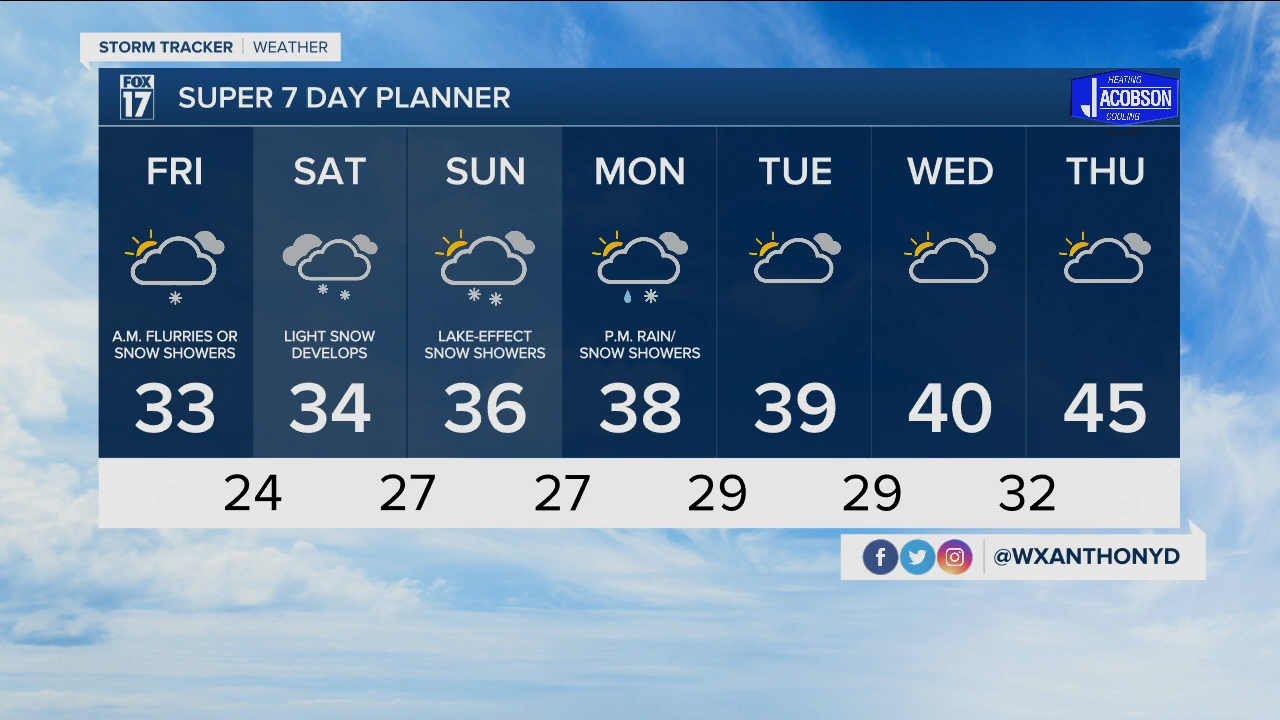 STORM TRACKER | WEATHER
FOX
17
SUPER 7 DAY PLANNER
HEATING
JACOBSON
COOLING
FRI SAT SUN MON TUE WED THU
A.M. FLURRIES OR
SNOW SHOWERS
LIGHT SNOW
DEVELOPS
LAKE-EFFECT
SNOW SHOWERS
P.M. RAIN/
SNOW SHOWERS
33 34 36 38 39 40 45
24 27 27 29 29 32
@WXANTHONYD